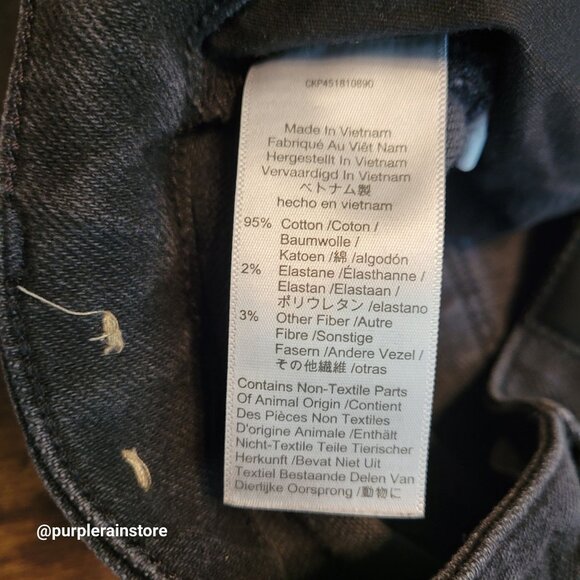 CKP451810890
Made In Vietnam
Fabriqué Au Viêt Nam
Hergestellt In Vietnam
Vervaardigd In Vietnam
ベトナム製
hecho en vietnam
95% Cotton /Coton /
Baumwolle /
Katoen /綿 /algodón
2% Elastane /Élasthanne /
Elastan /Elastaan /
ポリウレタン /elastano
3% Other Fiber /Autre
Fibre /Sonstige
Fasern /Andere Vezel /
その他繊維 /otras
Contains Non-Textile Parts
Of Animal Origin /Contient
Des Pièces Non Textiles
D'origine Animale /Enthält
Nicht-Textile Teile Tierischer
Herkunft /Bevat Niet Uit
Textiel Bestaande Delen Van
Dierlijke Oorsprong /動物に
@purplerainstore